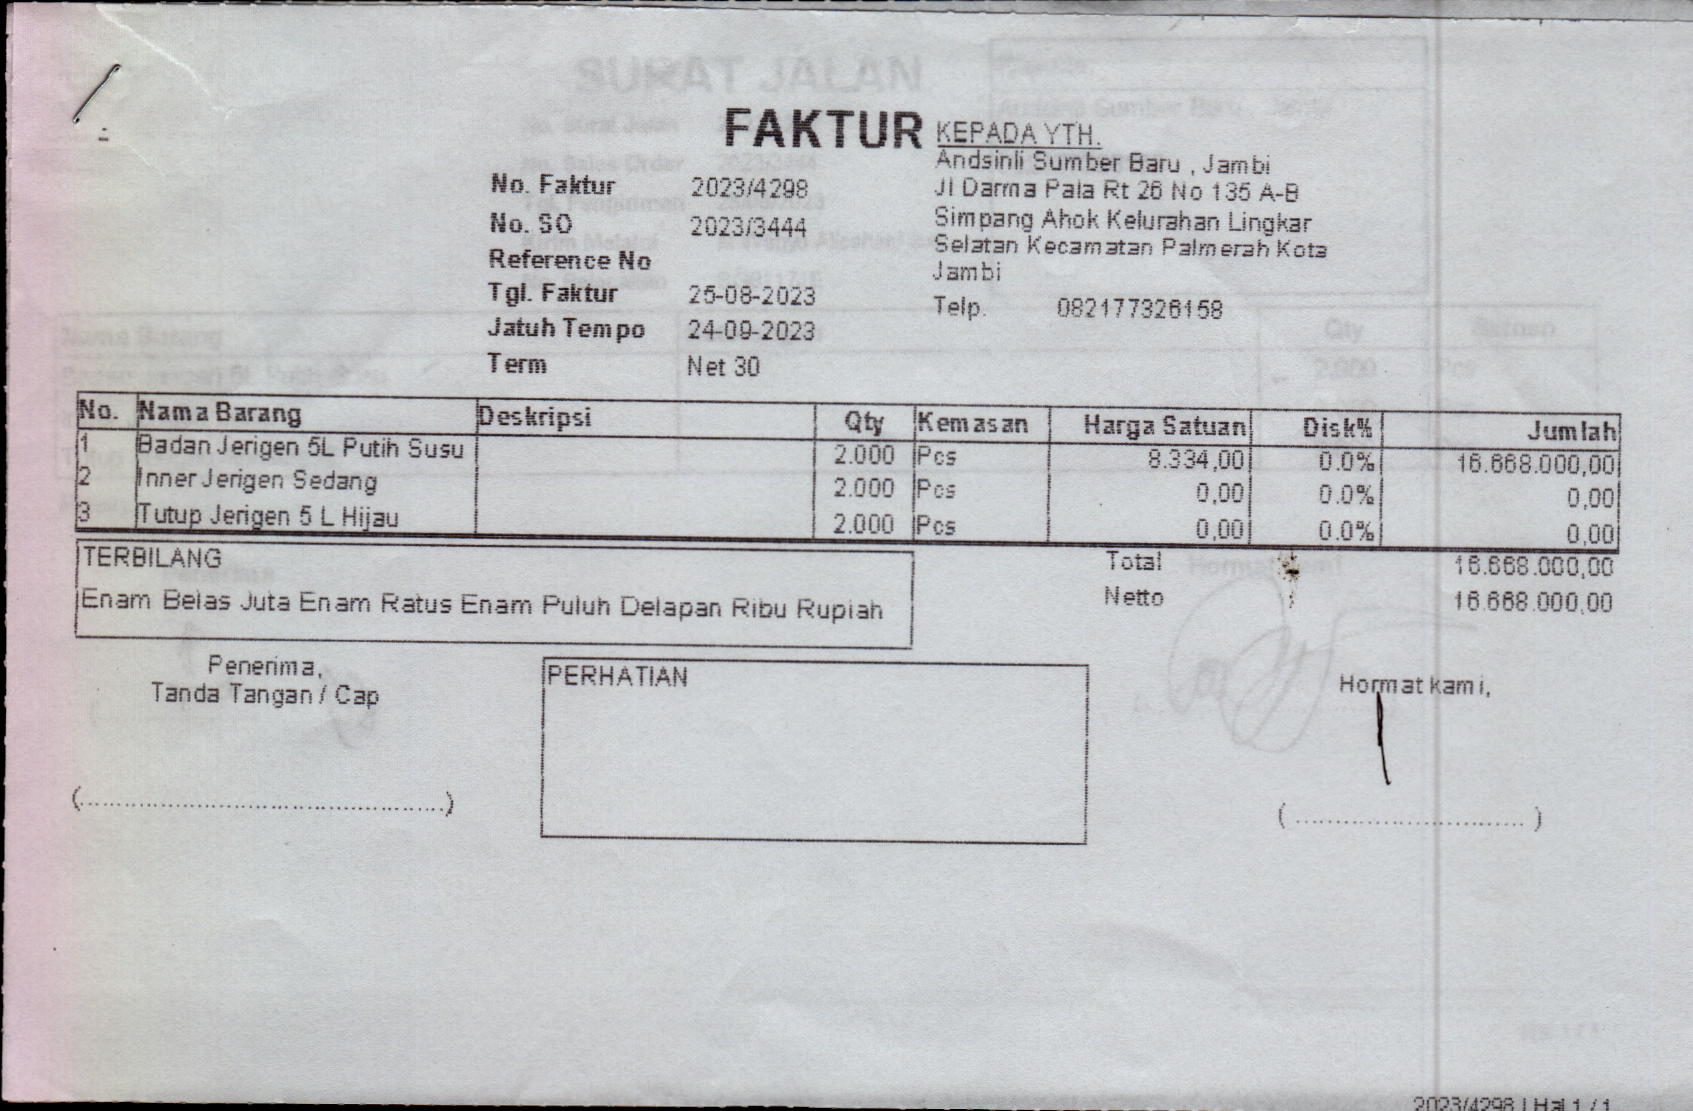 FAKTUR
KEPADA YTH.
Andsinli Sumber Baru , Jambi
Jl Darma Pala Rt 26 No 135 A-B
Simpang Ahok Kelurahan Lingkar
Selatan Kecamatan Palmerah Kota
Jambi
Telp. 082177326158
No. Faktur 2023/4298
No. SO 2023/3444
Reference No
Tgl. Faktur 25-08-2023
Jatuh Tempo 24-09-2023
Term Net 30
No. Nama Barang Deskripsi Qty Kemasan Harga Satuan Disk% Jumlah
1 Badan Jerigen 5L Putih Susu 2.000 Pcs 8.334,00 0.0% 16.668.000,00
2 Inner Jerigen Sedang 2.000 Pcs 0,00 0.0% 0,00
3 Tutup Jerigen 5 L Hijau 2.000 Pcs 0,00 0.0% 0,00
TERBILANG
Enam Belas Juta Enam Ratus Enam Puluh Delapan Ribu Rupiah
Total 16.668.000,00
Netto 16.668.000,00
Penerima,
Tanda Tangan / Cap
PERHATIAN
Hormat kami,
(..................................................)
( ............................... )
2023/4298 | Hal 1 / 1